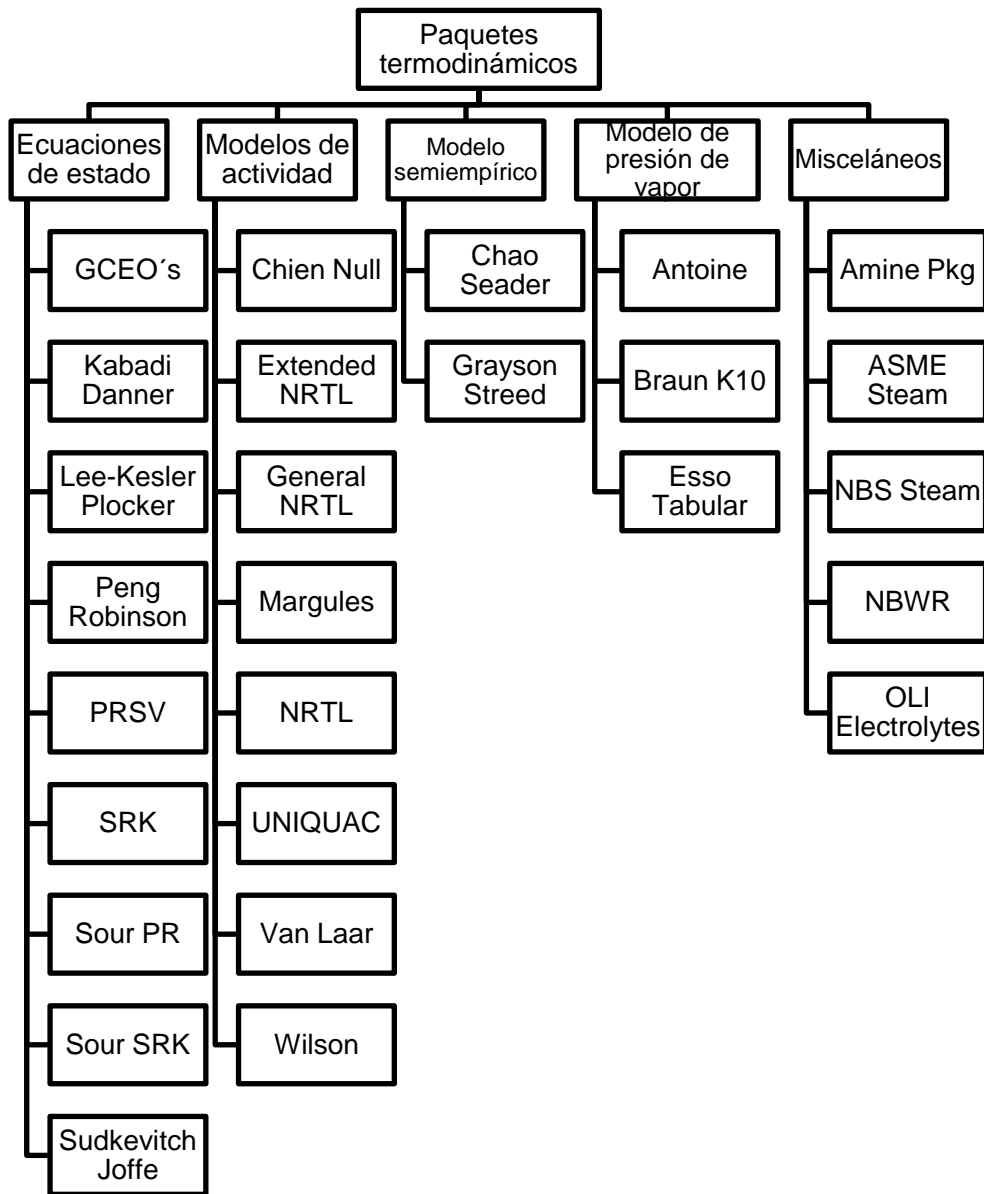 Paquetes
termodinámicos
Ecuaciones
de estado
GCEO´s
Kabadi
Danner
Lee-Kesler
Plocker
Peng
Robinson
PRSV
SRK
Sour PR
Sour SRK
Sudkevitch
Joffe
Modelos de
actividad
Chien Null
Extended
NRTL
General
NRTL
Margules
NRTL
UNIQUAC
Van Laar
Wilson
Modelo
semiempírico
Chao
Seader
Grayson
Streed
Modelo de
presión de
vapor
Antoine
Braun K10
Esso
Tabular
Misceláneos
Amine Pkg
ASME
Steam
NBS Steam
NBWR
OLI
Electrolytes